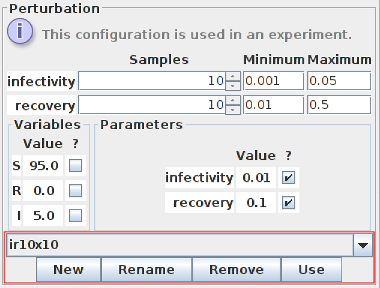 Perturbation
This configuration is used in an experiment.
Samples Minimum Maximum
infectivity 10 0.001 0.05
recovery 10 0.01 0.5
Variables Parameters
Value ?
S 95.0
R 0.0
I 5.0
Value ?
infectivity 0.01
recovery 0.1
ir10x10
New Rename Remove Use